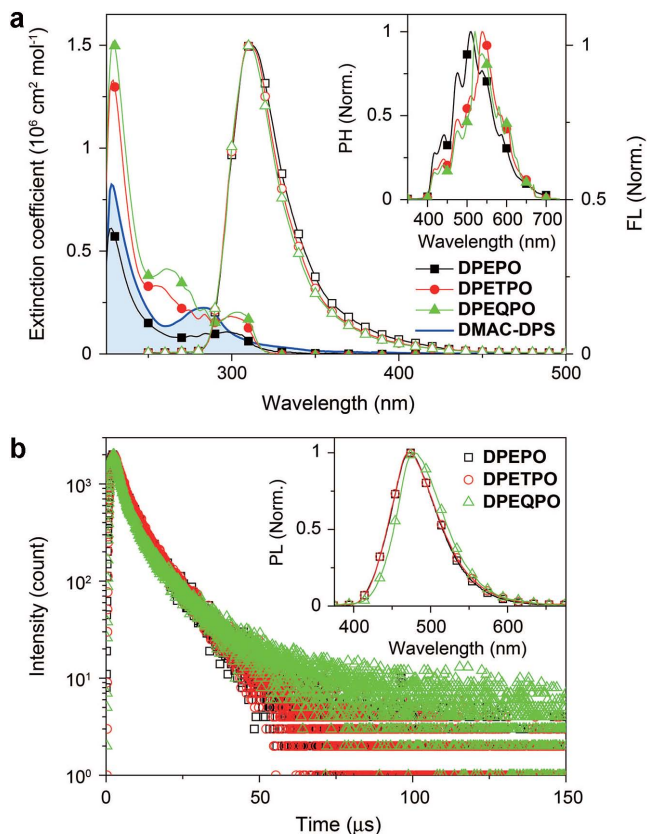 a
Extinction coefficient (10⁶ cm² mol⁻¹)
1.5
1
0.5
0
300
400
500
Wavelength (nm)
1
0.5
0
FL (Norm.)
PH (Norm.)
1
0.5
0
400 500 600 700
Wavelength (nm)
DPEPO
DPETPO
DPEQPO
DMAC-DPS
b
Intensity (count)
10³
10²
10¹
10⁰
0
50
100
150
Time (μs)
PL (Norm.)
1
0.5
0
400
500
600
Wavelength (nm)
DPEPO
DPETPO
DPEQPO